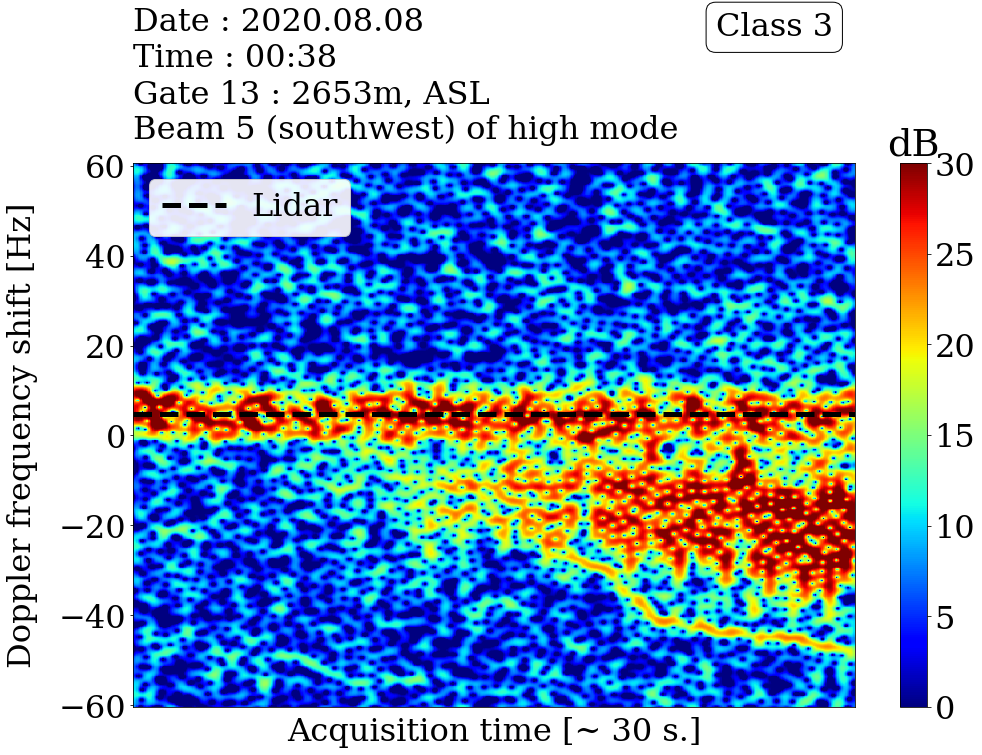 Date : 2020.08.08
Time : 00:38
Gate 13 : 2653m, ASL
Beam 5 (southwest) of high mode
Class 3
dB
Lidar
Doppler frequency shift [Hz]
60
40
20
0
−20
−40
−60
30
25
20
15
10
5
0
Acquisition time [~ 30 s.]